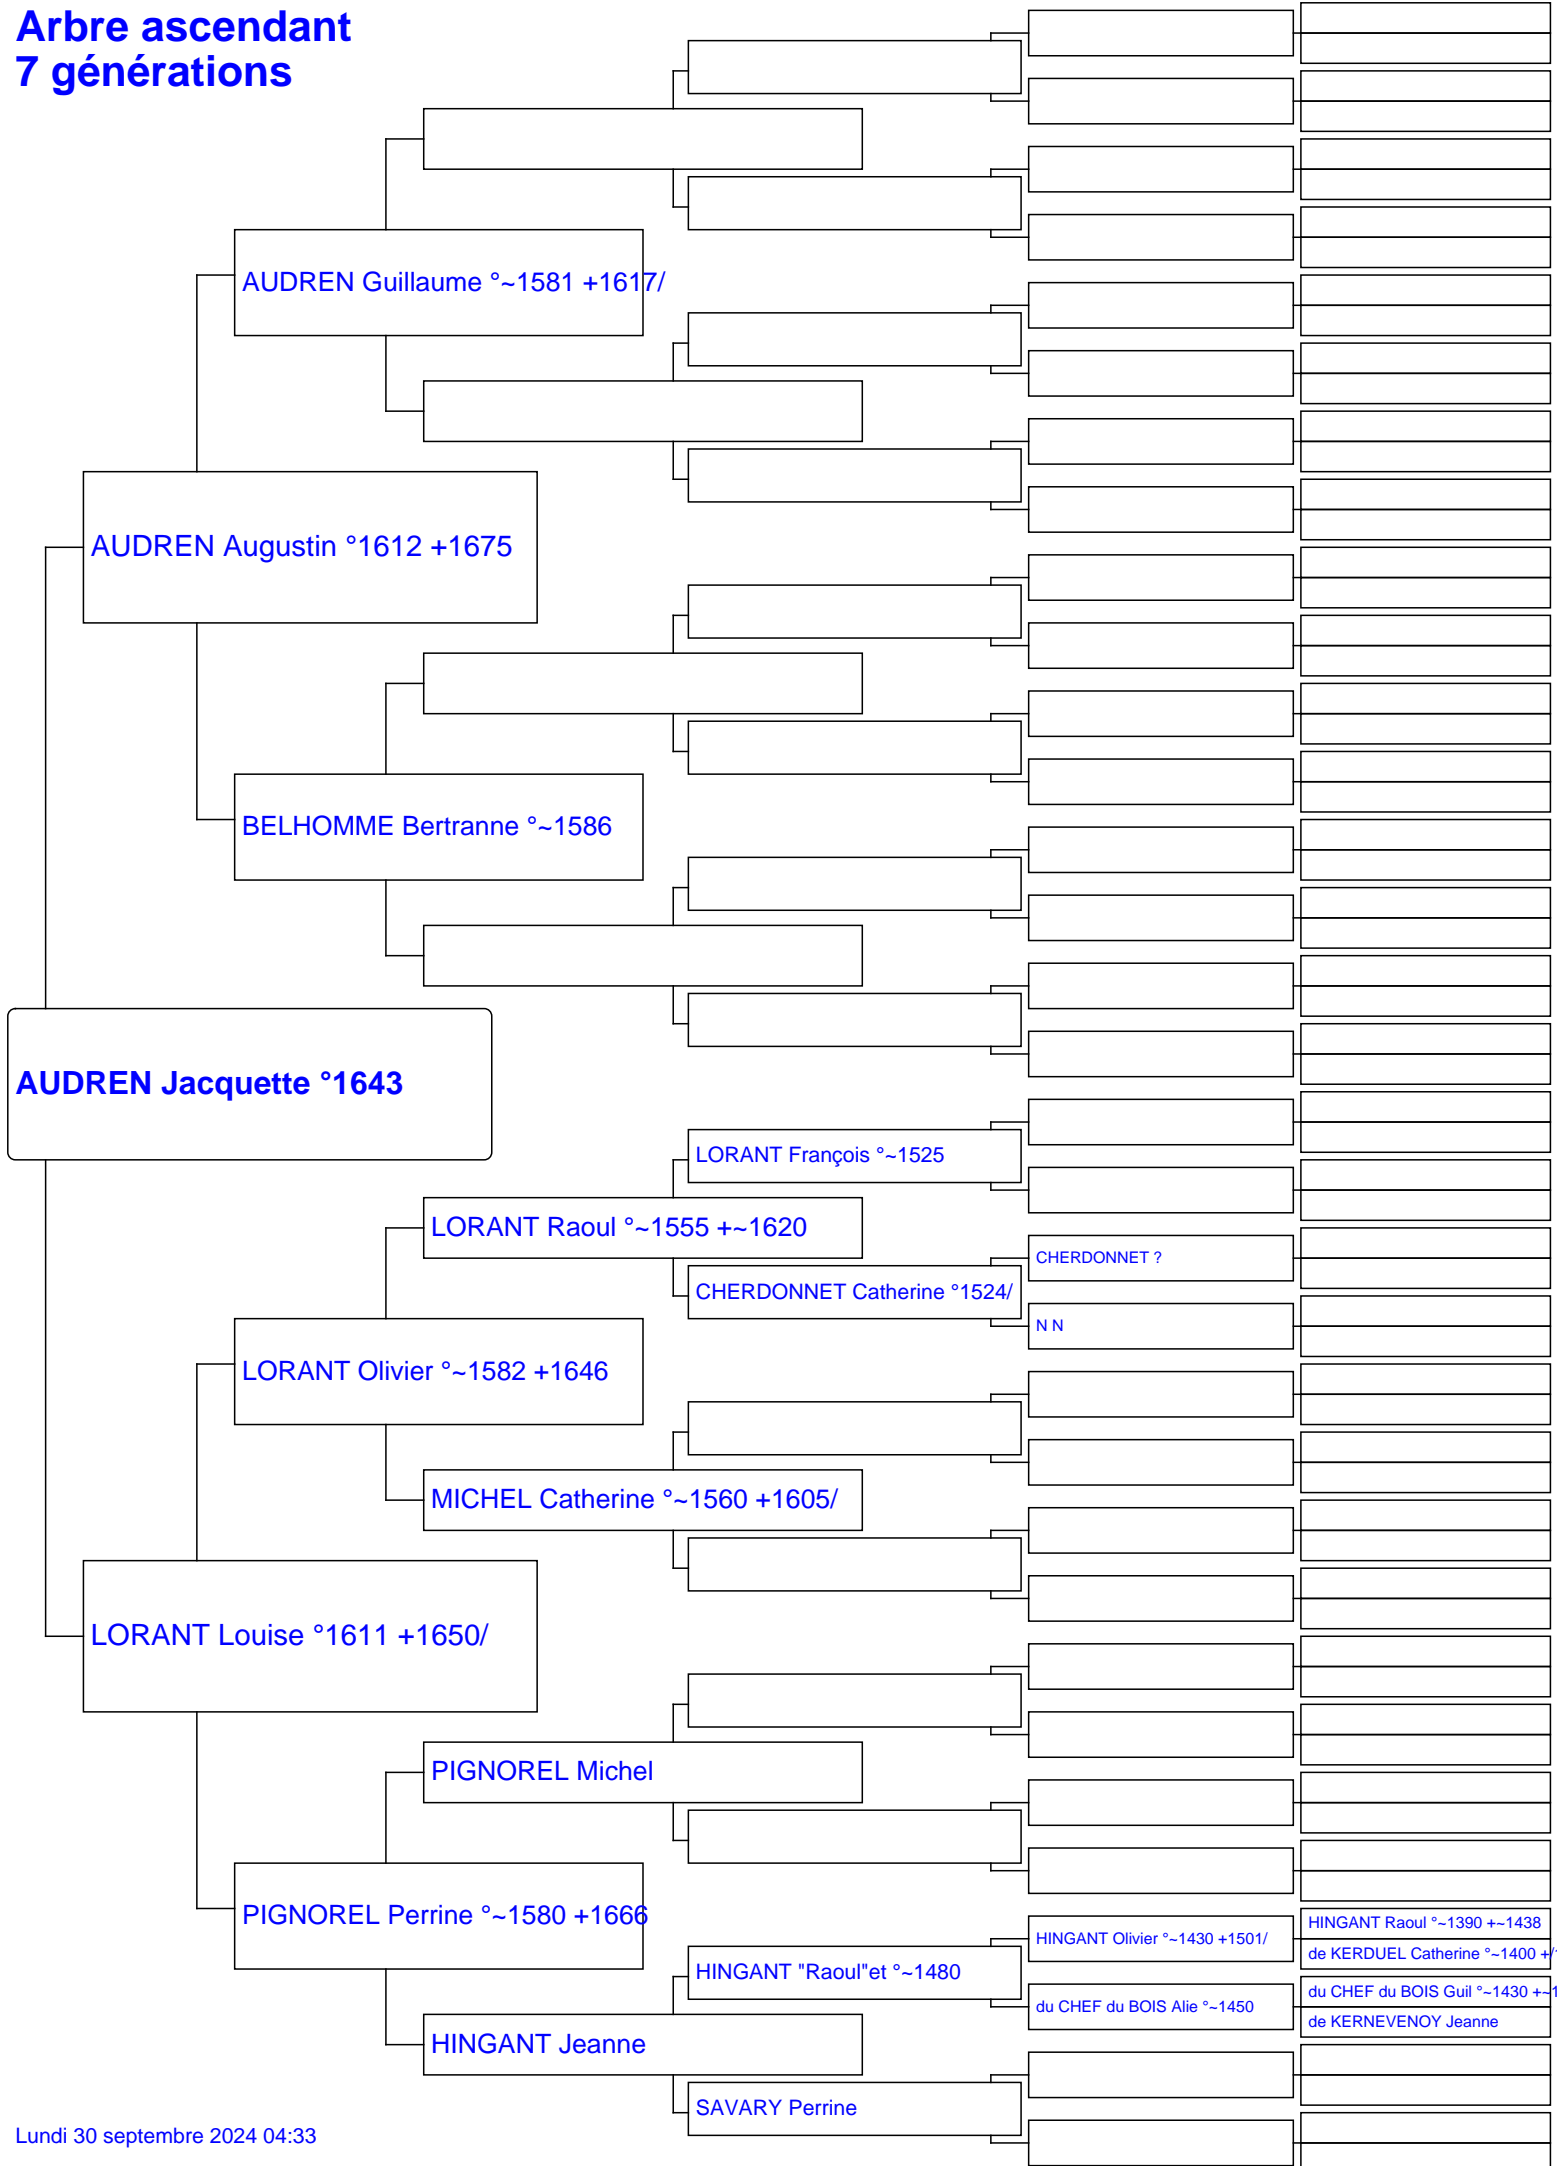 Arbre ascendant
7 générations
AUDREN Guillaume °~1581 +1617/
AUDREN Augustin °1612 +1675
BELHOMME Bertranne °~1586
AUDREN Jacquette °1643
LORANT François °~1525
LORANT Raoul °~1555 +~1620
CHERDONNET ?
CHERDONNET Catherine °1524/
N N
LORANT Olivier °~1582 +1646
MICHEL Catherine °~1560 +1605/
LORANT Louise °1611 +1650/
PIGNOREL Michel
PIGNOREL Perrine °~1580 +1666
HINGANT Raoul °~1390 +~1438
HINGANT Olivier °~1430 +1501/
de KERDUEL Catherine °~1400 +/
HINGANT "Raoul"et °~1480
du CHEF du BOIS Guil °~1430 +~1
du CHEF du BOIS Alie °~1450
de KERNEVENOY Jeanne
HINGANT Jeanne
SAVARY Perrine
Lundi 30 septembre 2024 04:33